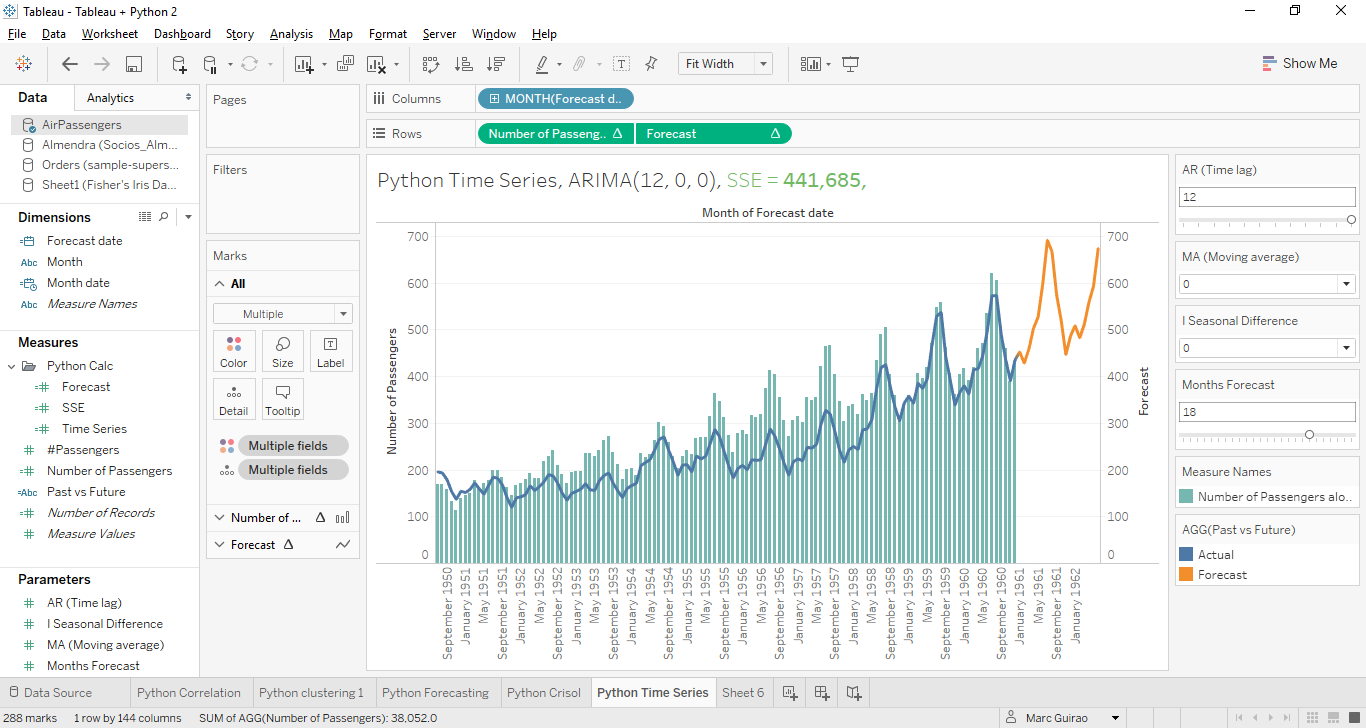 Tableau - Tableau + Python 2
File Data Worksheet Dashboard Story Analysis Map Format Server Window Help
Fit Width
Show Me
Data Analytics
AirPassengers
Almendra (Socios_Alm...
Orders (sample-supers...
Sheet1 (Fisher's Iris Da...
Dimensions
Forecast date
Abc Month
Month date
Abc Measure Names
Measures
Python Calc
Forecast
SSE
Time Series
#Passengers
Number of Passengers
=Abc Past vs Future
Number of Records
Measure Values
Parameters
AR (Time lag)
I Seasonal Difference
MA (Moving average)
Months Forecast
Pages
Filters
Marks
All
Multiple
Color Size Label
Detail Tooltip
Multiple fields
Multiple fields
Number of ... Δ
Forecast Δ
Columns MONTH(Forecast d..
Rows Number of Passeng.. Δ Forecast Δ
Python Time Series, ARIMA(12, 0, 0), SSE = 441,685,
Month of Forecast date
Number of Passengers
700
600
500
400
300
200
100
0
700
600
500
400
300
200
100
0
Forecast
September 1950
January 1951
May 1951
September 1951
January 1952
May 1952
September 1952
January 1953
May 1953
September 1953
January 1954
May 1954
September 1954
January 1955
May 1955
September 1955
January 1956
May 1956
September 1956
January 1957
May 1957
September 1957
January 1958
May 1958
September 1958
January 1959
May 1959
September 1959
January 1960
May 1960
September 1960
January 1961
May 1961
September 1961
January 1962
AR (Time lag)
12
MA (Moving average)
0
I Seasonal Difference
0
Months Forecast
18
Measure Names
Number of Passengers alo..
AGG(Past vs Future)
Actual
Forecast
Data Source Python Correlation Python clustering 1 Python Forecasting Python Crisol Python Time Series Sheet 6
288 marks 1 row by 144 columns SUM of AGG(Number of Passengers): 38,052.0 Marc Guirao